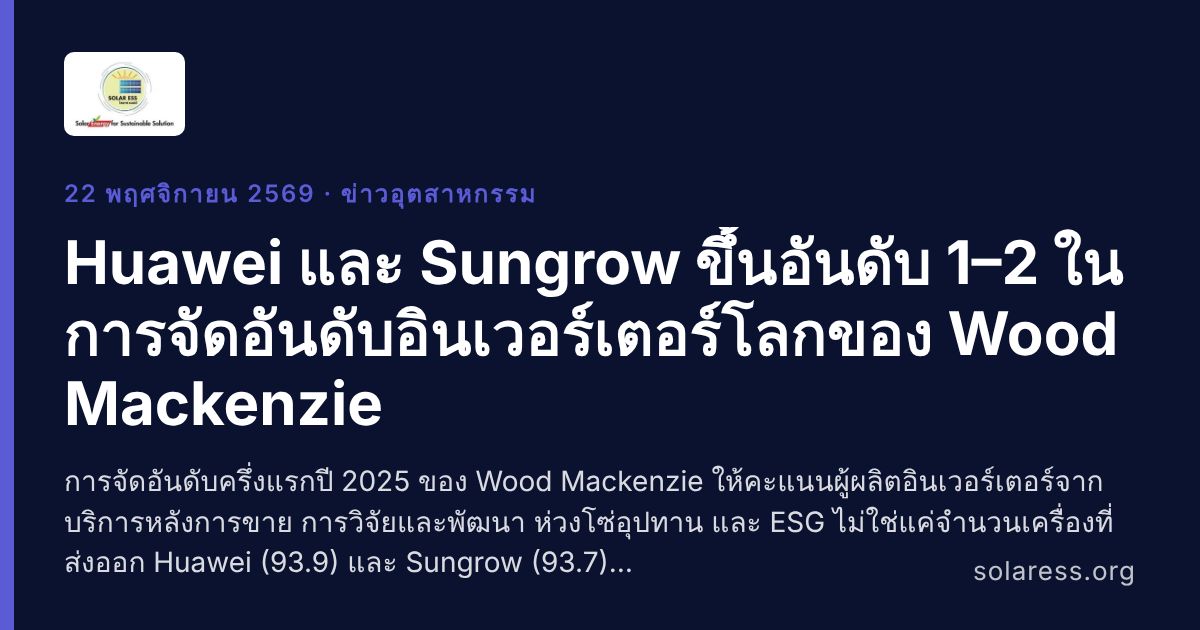 SOLAR ESS
Solar Energy for Sustainable Solution
22 พฤศจิกายน 2569 · ข่าวอุตสาหกรรม
Huawei และ Sungrow ขึ้นอันดับ 1–2 ใน
การจัดอันดับอินเวอร์เตอร์โลกของ Wood
Mackenzie
การจัดอันดับครึ่งแรกปี 2025 ของ Wood Mackenzie ให้คะแนนผู้ผลิตอินเวอร์เตอร์จาก
บริการหลังการขาย การวิจัยและพัฒนา ห่วงโซ่อุปทาน และ ESG ไม่ใช่แค่จำนวนเครื่องที่
ส่งออก Huawei (93.9) และ Sungrow (93.7)...
solaress.org